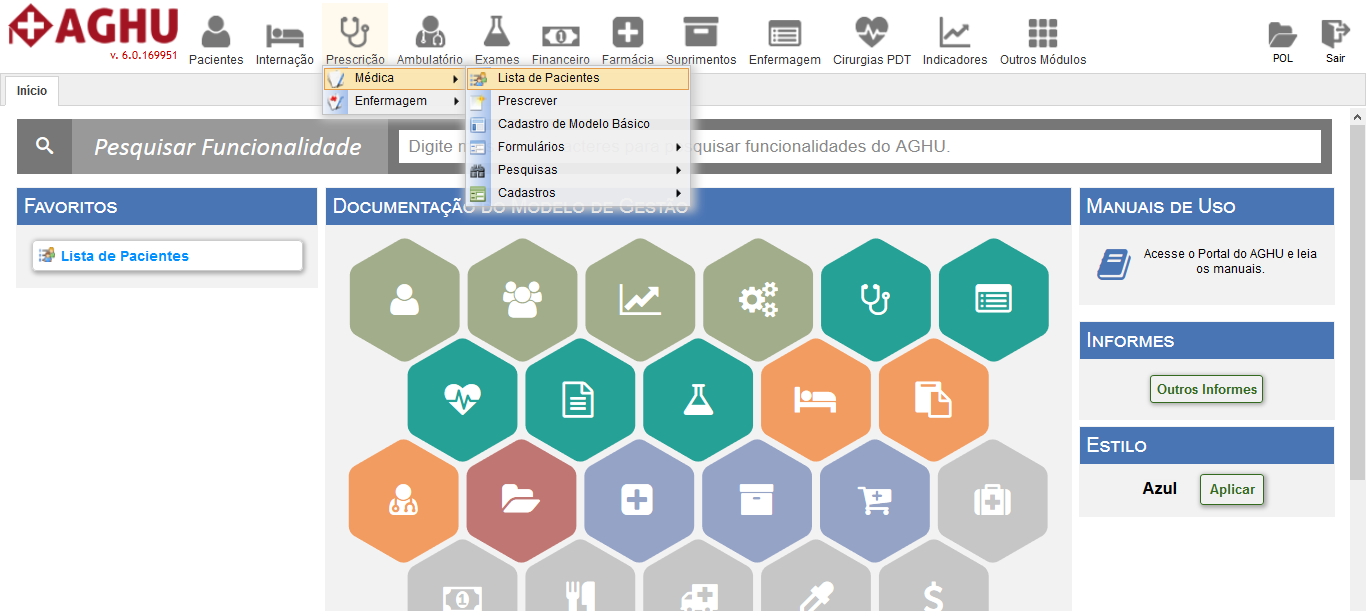 AGHU
v. 6.0.169951
Pacientes
Internação
Prescrição
Ambulatório
Exames
Financeiro
Farmácia
Suprimentos
Enfermagem
Cirurgias PDT
Indicadores
Outros Módulos
POL
Sair
Médica
Enfermagem
Lista de Pacientes
Prescrever
Cadastro de Modelo Básico
Formulários
Pesquisas
Cadastros
Início
Pesquisar Funcionalidade
Digite para pesquisar funcionalidades do AGHU.
Favoritos
Lista de Pacientes
Documentação do Modelo de Gestão
Manuais de Uso
Acesse o Portal do AGHU e leia
os manuais.
Informes
Outros Informes
Estilo
Azul
Aplicar